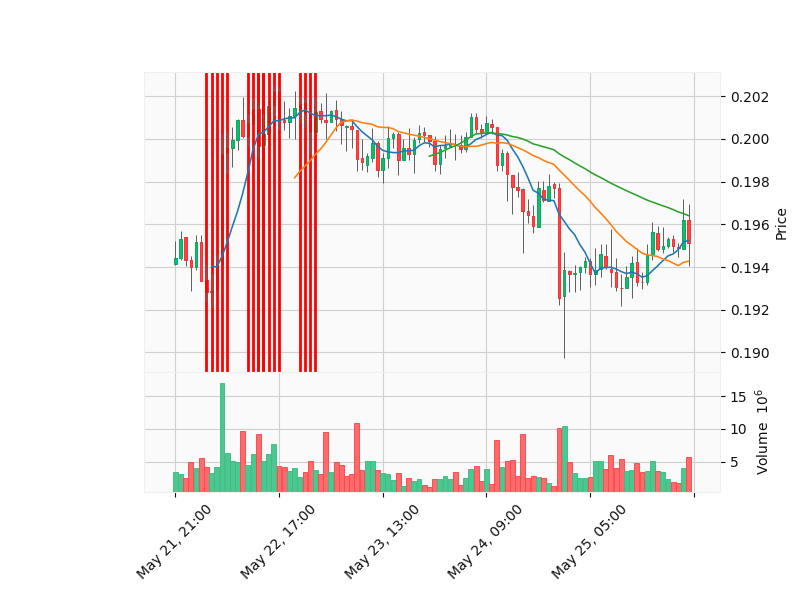 0.202
0.200
0.198
0.196
0.194
0.192
0.190
Price
15
10
5
Volume 10⁶
May 21, 21:00
May 22, 17:00
May 23, 13:00
May 24, 09:00
May 25, 05:00